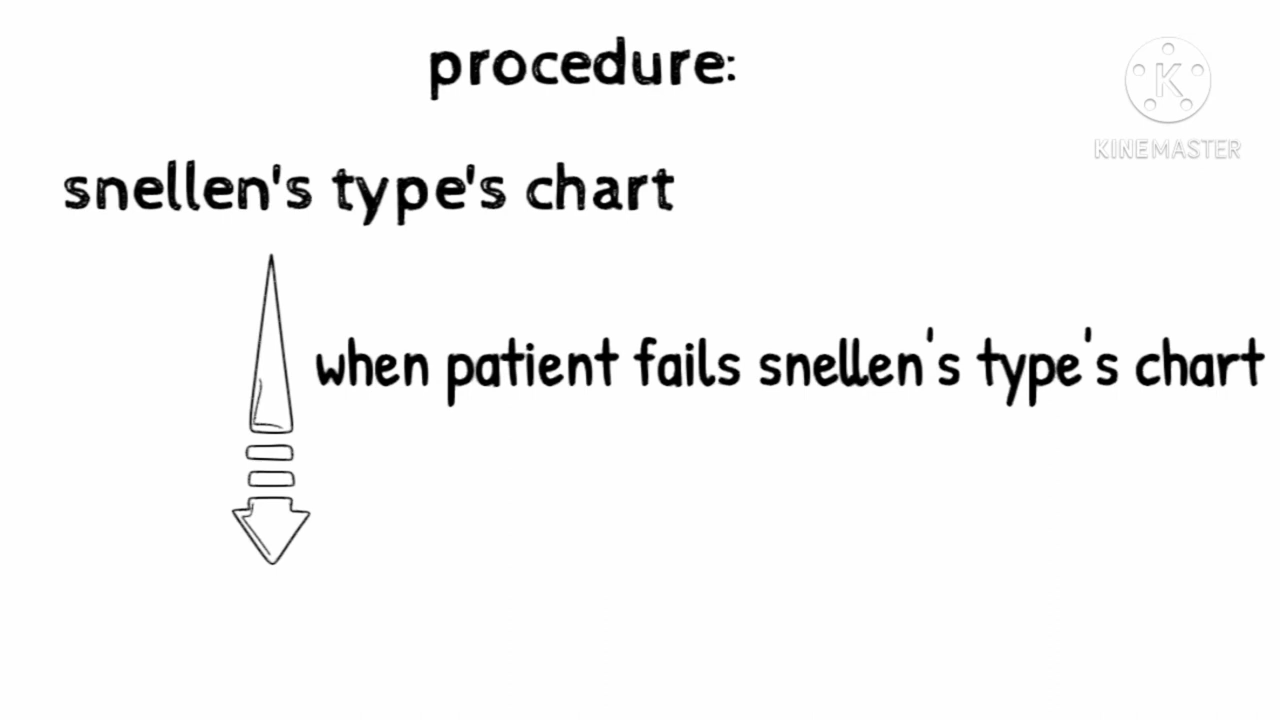 procedure:
K
KINEMASTER
snellen's type's chart
when patient fails snellen's type's chart